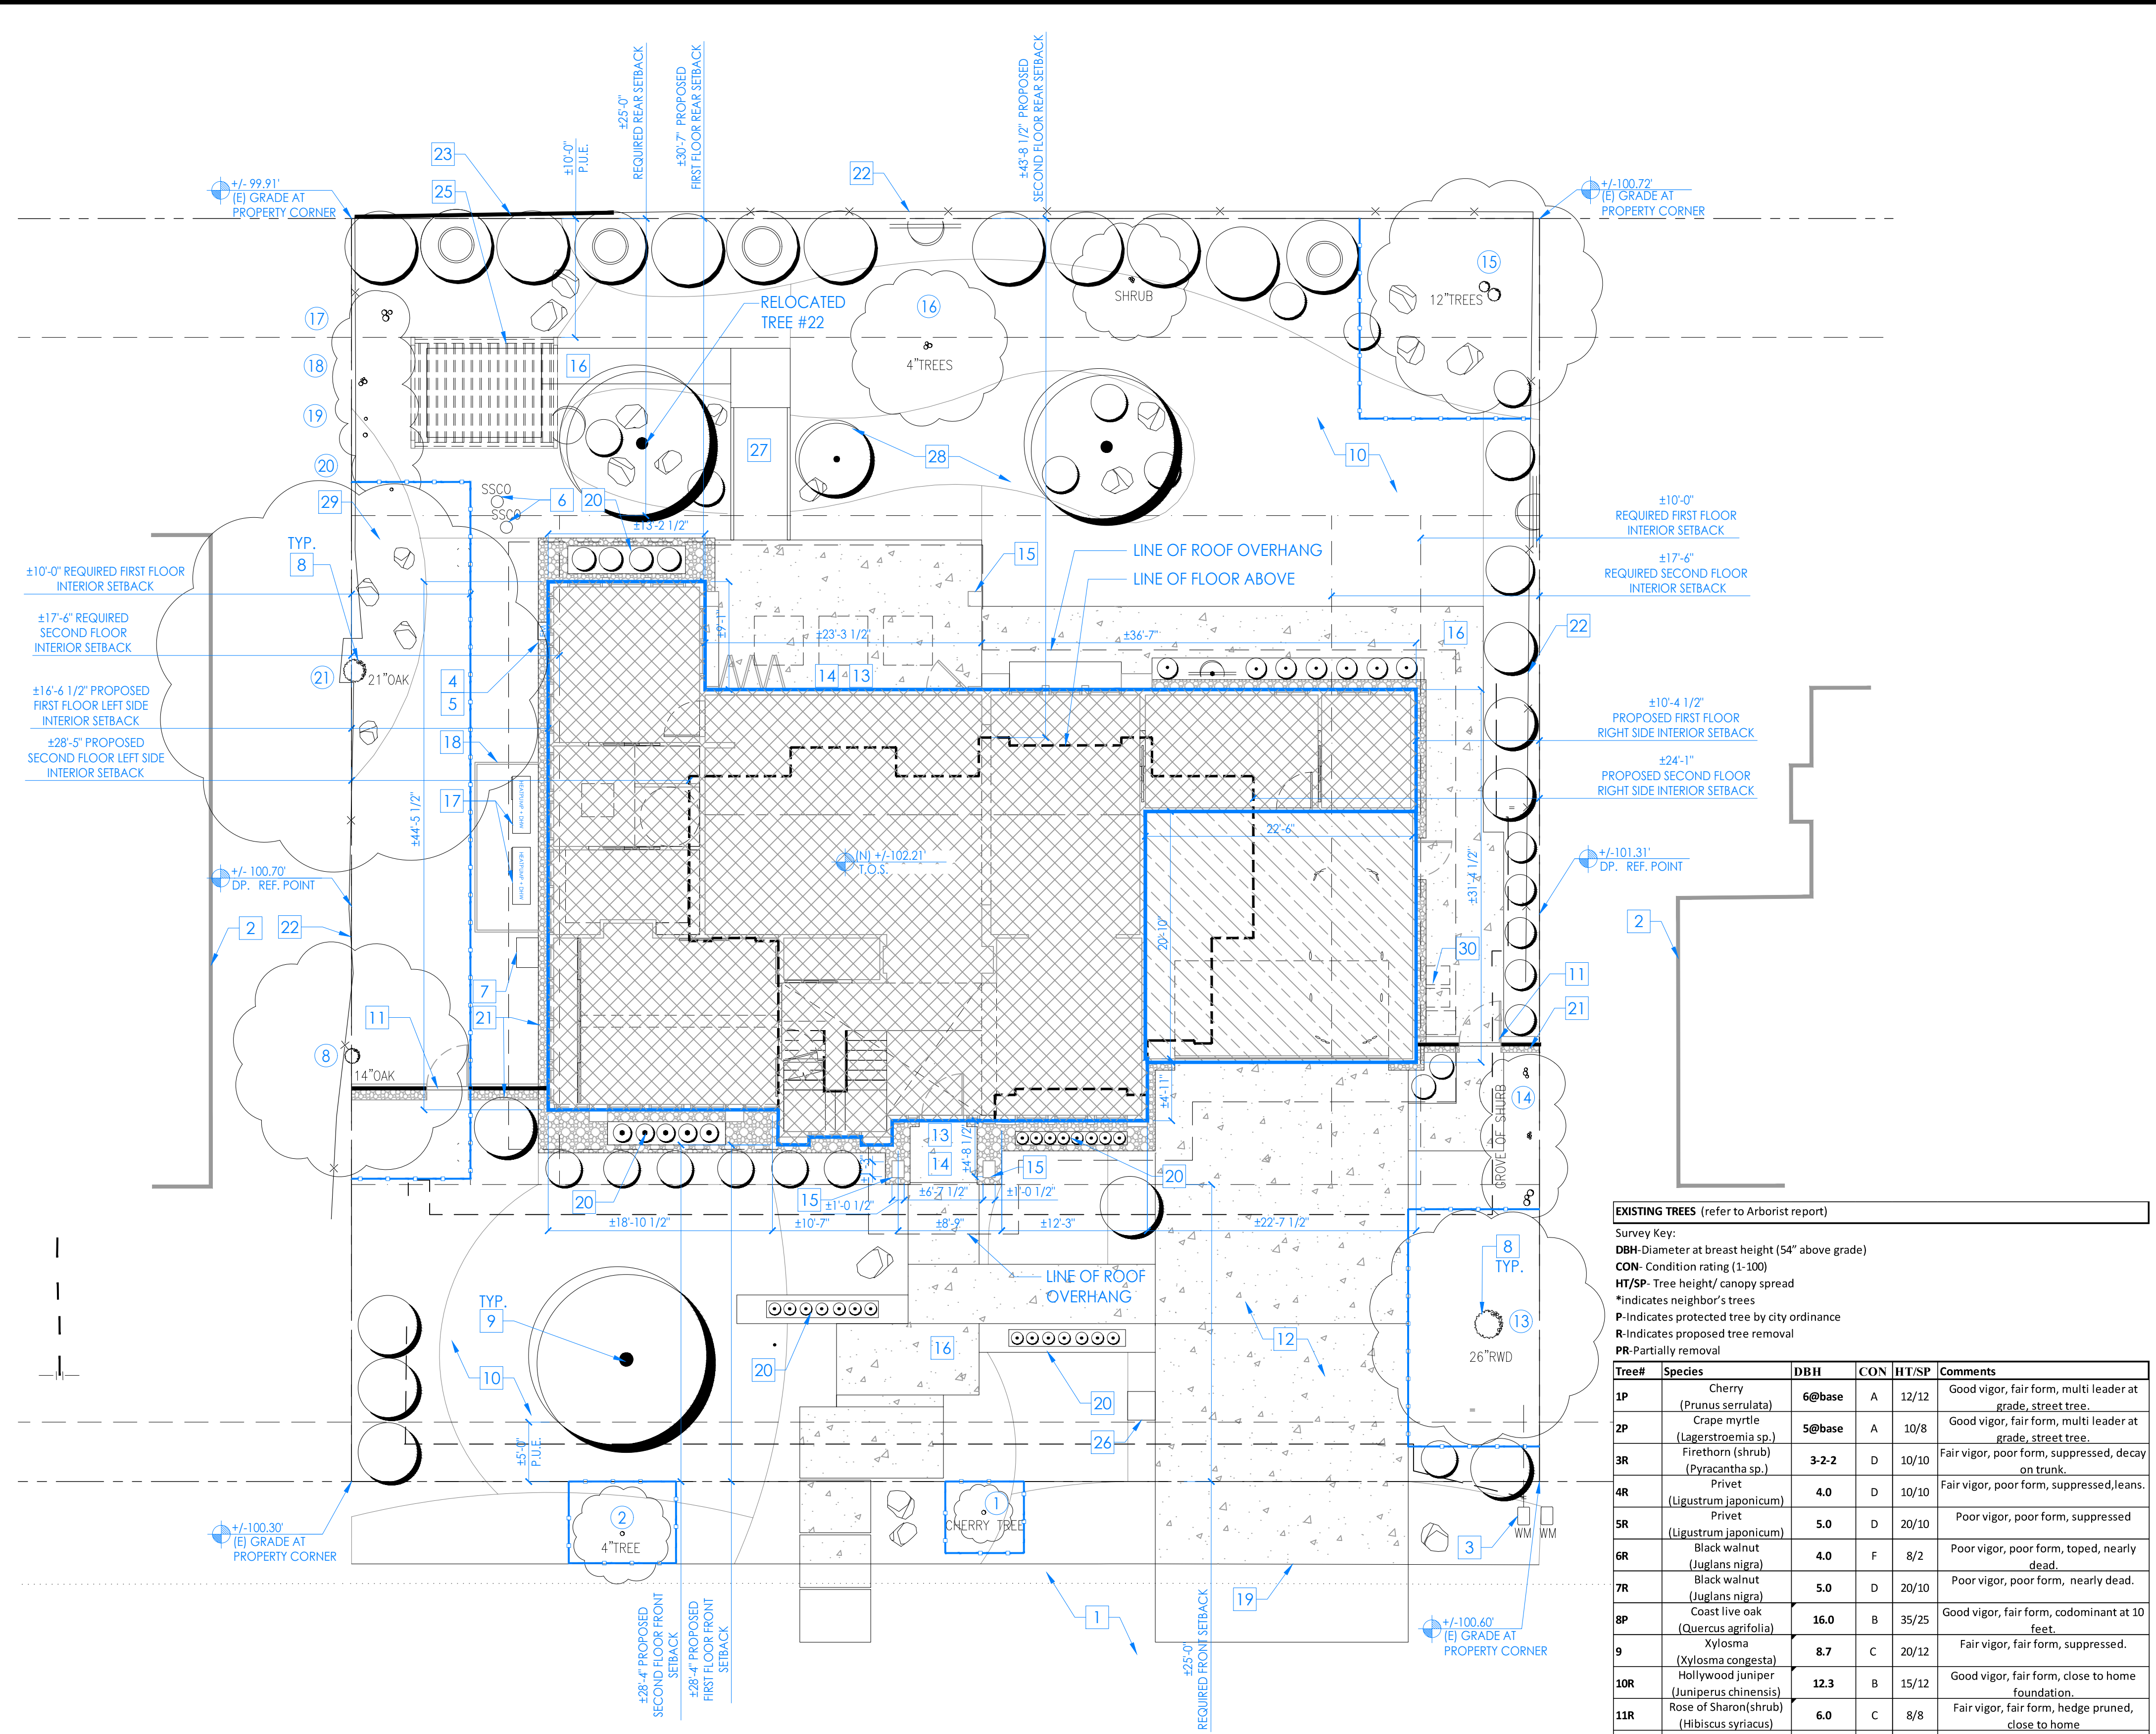 ±25'-0"
REQUIRED REAR SETBACK
±30'-7" PROPOSED
FIRST FLOOR REAR SETBACK
±43'-8 1/2" PROPOSED
SECOND FLOOR REAR SETBACK
±10'-0"
P.U.E.
23
25
22
+/- 99.91'
(E) GRADE AT
PROPERTY CORNER
+/-100.72'
(E) GRADE AT
PROPERTY CORNER
15
12"TREES
SHRUB
16
4"TREES
RELOCATED
TREE #22
17
18
19
20
16
27
28
10
29
SSCO
SSCO
6
20
±13'-2 1/2"
TYP.
8
15
LINE OF ROOF OVERHANG
LINE OF FLOOR ABOVE
±10'-0"
REQUIRED FIRST FLOOR
INTERIOR SETBACK
±17'-6"
REQUIRED SECOND FLOOR
INTERIOR SETBACK
±10'-0" REQUIRED FIRST FLOOR
INTERIOR SETBACK
±17'-6" REQUIRED
SECOND FLOOR
INTERIOR SETBACK
±16'-6 1/2" PROPOSED
FIRST FLOOR LEFT SIDE
INTERIOR SETBACK
±28'-5" PROPOSED
SECOND FLOOR LEFT SIDE
INTERIOR SETBACK
21
21"OAK
4
5
18
17
HEATPUMP + DHW
HEATPUMP + DHW
±44'-5 1/2"
±9'-1"
±23'-3 1/2"
±36'-7"
14
13
16
22
±10'-4 1/2"
PROPOSED FIRST FLOOR
RIGHT SIDE INTERIOR SETBACK
±24'-1"
PROPOSED SECOND FLOOR
RIGHT SIDE INTERIOR SETBACK
22'-6"
20'-10"
±31'-4 1/2"
(N) +/-102.21'
T.O.S.
+/- 100.70'
DP. REF. POINT
+/-101.31'
DP. REF. POINT
2
22
2
30
11
21
7
21
11
8
14"OAK
14
GROVE OF SHURB
±4'-11"
13
14
±4'-8 1/2"
15
15
20
20
±6'-7 1/2"
±1'-0 1/2"
±1'-0 1/2"
±18'-10 1/2"
±10'-7"
±8'-9"
±12'-3"
±22'-7 1/2"
LINE OF ROOF
OVERHANG
TYP.
9
10
20
16
20
26
12
8
TYP.
13
26"RWD
±5'-0"
P.U.E.
2
4"TREE
1
CHERRY TREE
WM
WM
3
19
1
+/-100.30'
(E) GRADE AT
PROPERTY CORNER
+/-100.60'
(E) GRADE AT
PROPERTY CORNER
±28'-4" PROPOSED
SECOND FLOOR FRONT
SETBACK
±28'-4" PROPOSED
FIRST FLOOR FRONT
SETBACK
±25'-0"
REQUIRED FRONT SETBACK
EXISTING TREES (refer to Arborist report)
Survey Key:
DBH-Diameter at breast height (54" above grade)
CON- Condition rating (1-100)
HT/SP- Tree height/ canopy spread
*indicates neighbor's trees
P-Indicates protected tree by city ordinance
R-Indicates proposed tree removal
PR-Partially removal
Tree# Species DBH CON HT/SP Comments
1P Cherry (Prunus serrulata) 6@base A 12/12 Good vigor, fair form, multi leader at grade, street tree.
2P Crape myrtle (Lagerstroemia sp.) 5@base A 10/8 Good vigor, fair form, multi leader at grade, street tree.
3R Firethorn (shrub) (Pyracantha sp.) 3-2-2 D 10/10 Fair vigor, poor form, suppressed, decay on trunk.
4R Privet (Ligustrum japonicum) 4.0 D 10/10 Fair vigor, poor form, suppressed,leans.
5R Privet (Ligustrum japonicum) 5.0 D 20/10 Poor vigor, poor form, suppressed
6R Black walnut (Juglans nigra) 4.0 F 8/2 Poor vigor, poor form, toped, nearly dead.
7R Black walnut (Juglans nigra) 5.0 D 20/10 Poor vigor, poor form, nearly dead.
8P Coast live oak (Quercus agrifolia) 16.0 B 35/25 Good vigor, fair form, codominant at 10 feet.
9 Xylosma (Xylosma congesta) 8.7 C 20/12 Fair vigor, fair form, suppressed.
10R Hollywood juniper (Juniperus chinensis) 12.3 B 15/12 Good vigor, fair form, close to home foundation.
11R Rose of Sharon(shrub) (Hibiscus syriacus) 6.0 C 8/8 Fair vigor, fair form, hedge pruned, close to home